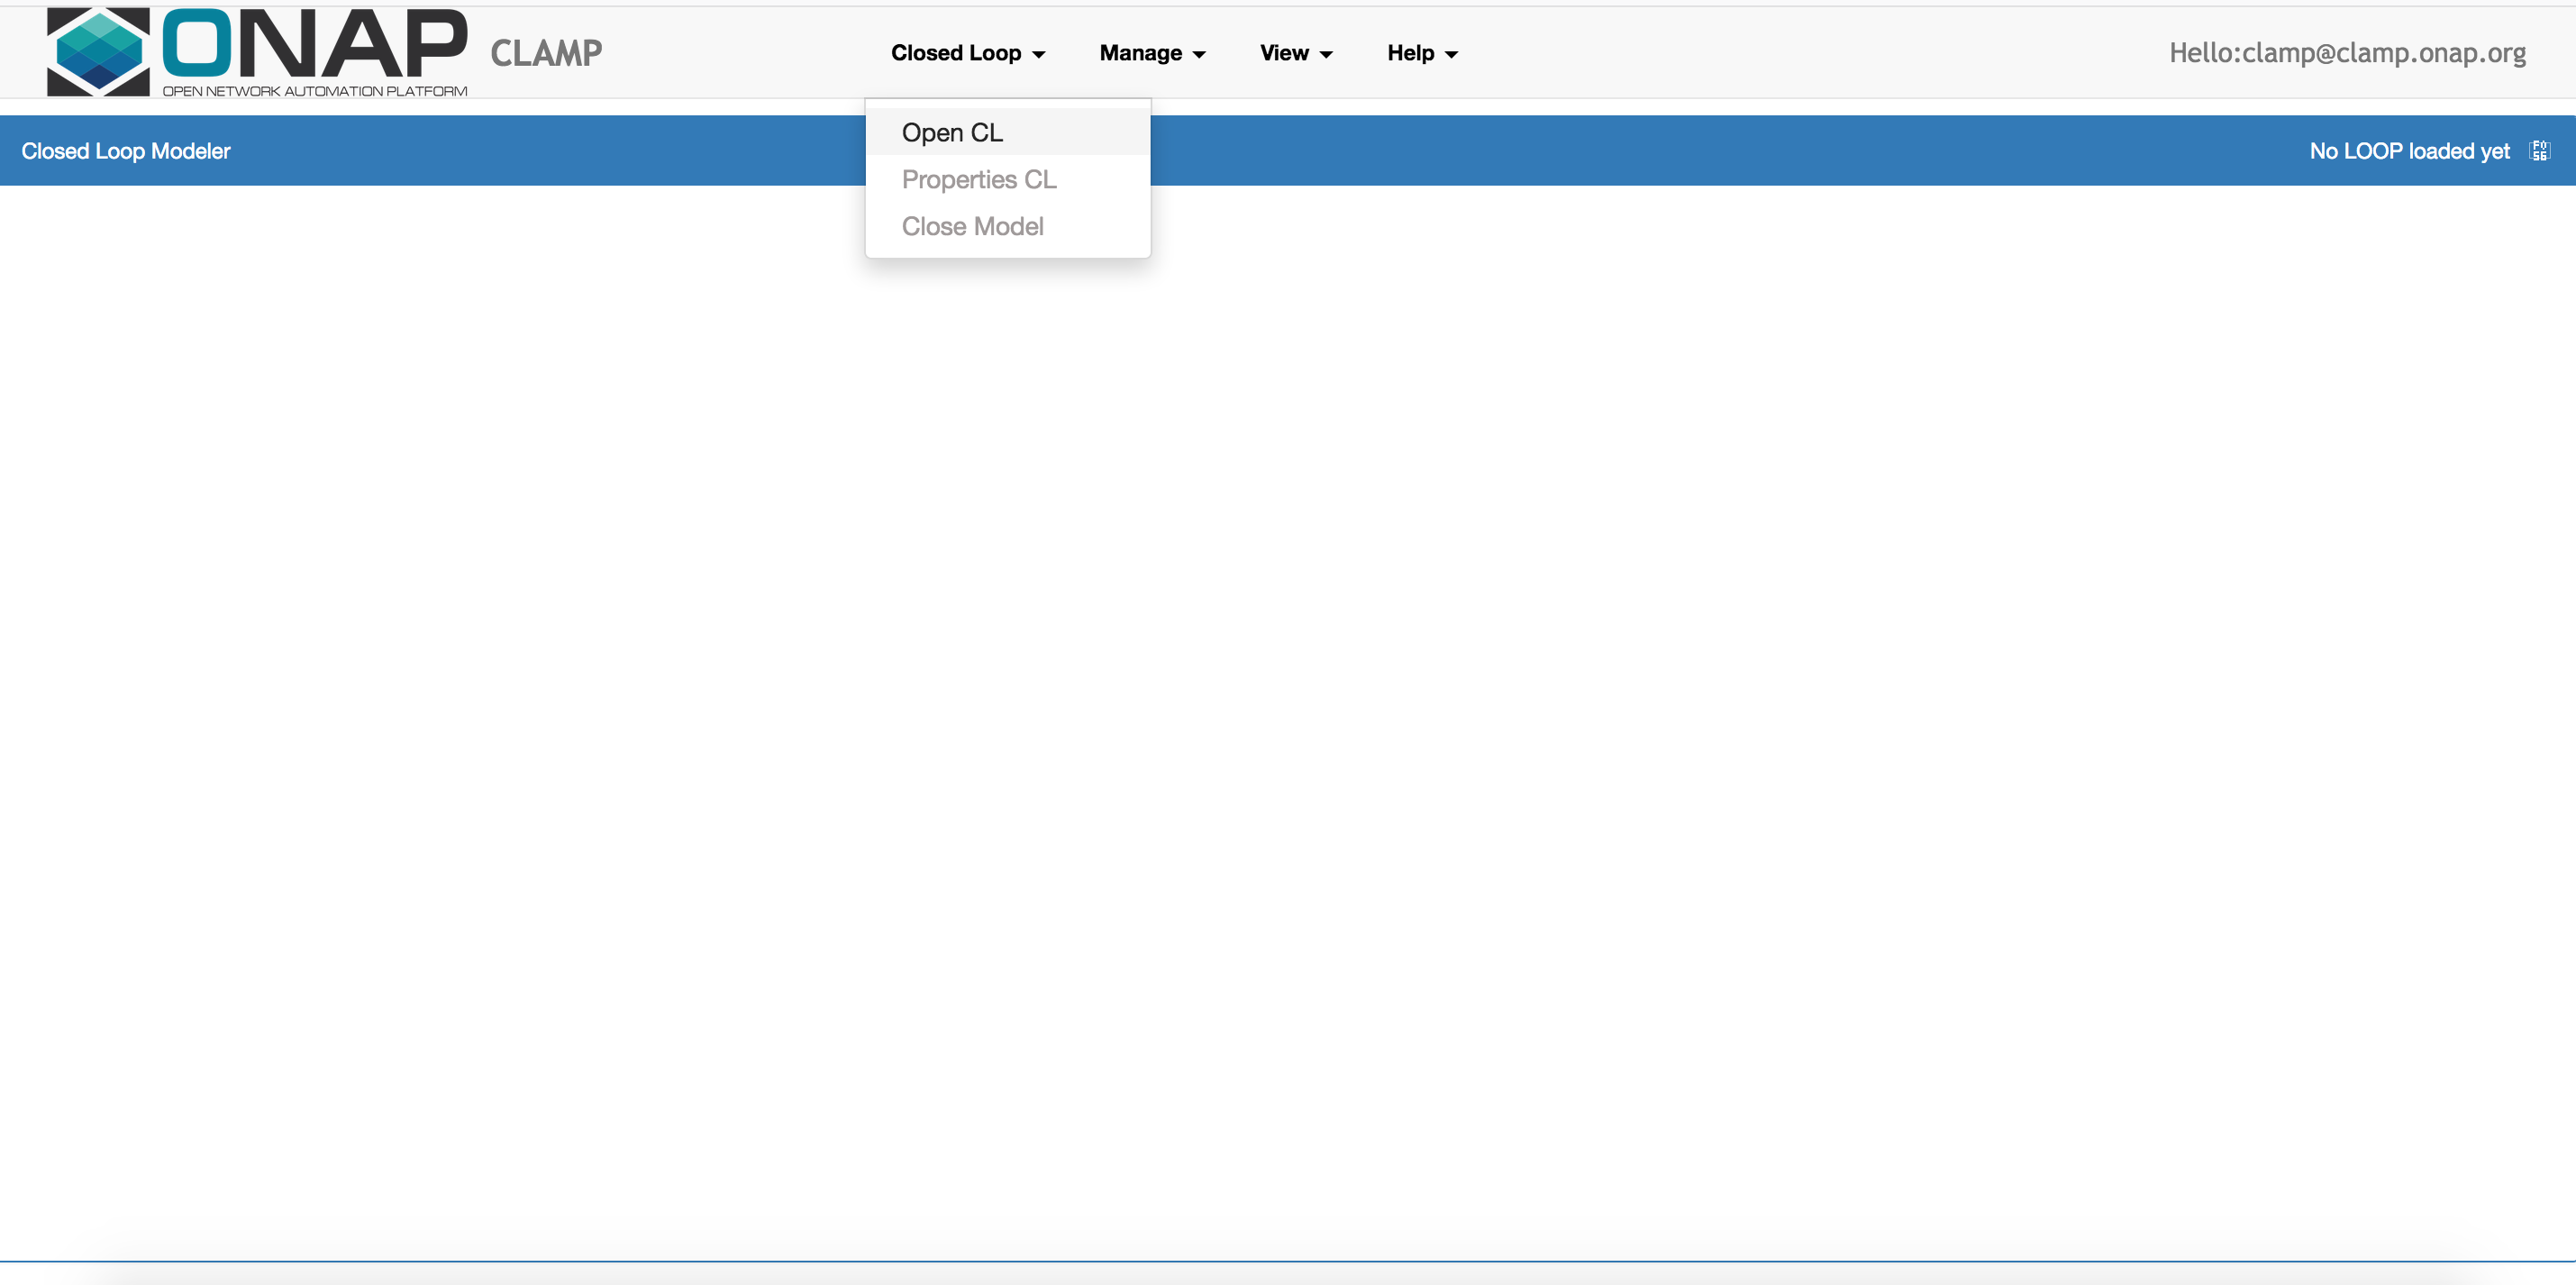 ONAP CLAMP
OPEN NETWORK AUTOMATION PLATFORM
Closed Loop Manage View Help
Hello:clamp@clamp.onap.org
Open CL
Properties CL
Close Model
Closed Loop Modeler
No LOOP loaded yet